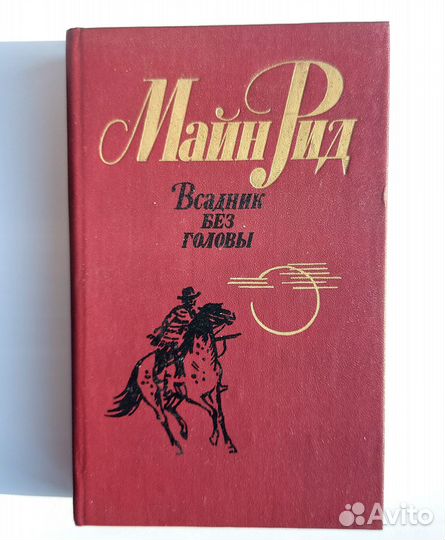 Майн Рид
Всадник
без
головы
Avito